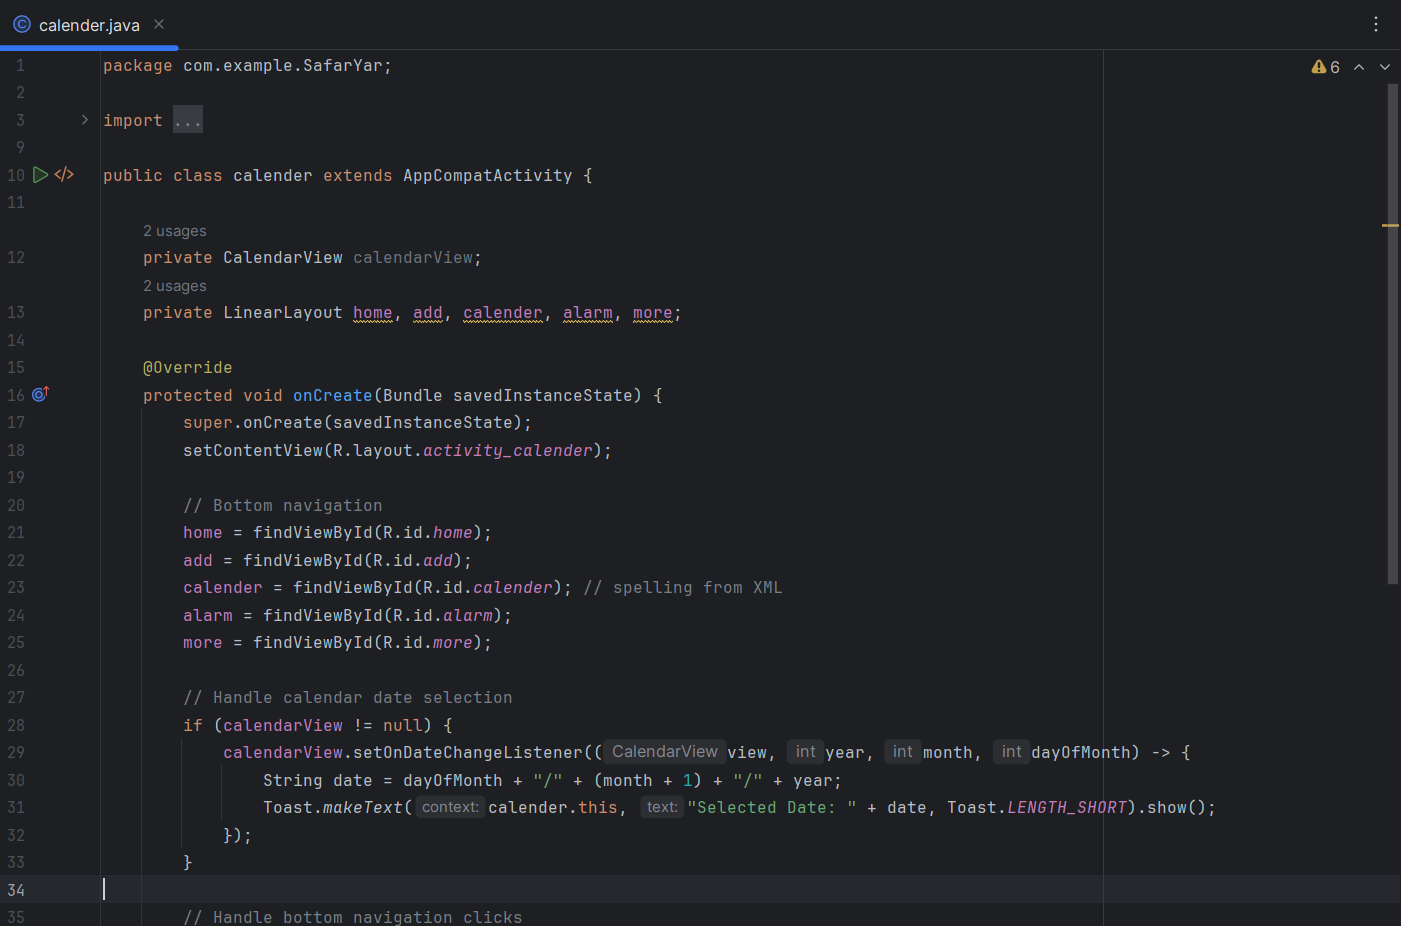 calender.java
6
1 package com.example.SafarYar;
2
3 import ...
9
10 public class calender extends AppCompatActivity {
11
2 usages
12 private CalendarView calendarView;
2 usages
13 private LinearLayout home, add, calender, alarm, more;
14
15 @Override
16 protected void onCreate(Bundle savedInstanceState) {
17 super.onCreate(savedInstanceState);
18 setContentView(R.layout.activity_calender);
19
20 // Bottom navigation
21 home = findViewById(R.id.home);
22 add = findViewById(R.id.add);
23 calender = findViewById(R.id.calender); // spelling from XML
24 alarm = findViewById(R.id.alarm);
25 more = findViewById(R.id.more);
26
27 // Handle calendar date selection
28 if (calendarView != null) {
29 calendarView.setOnDateChangeListener((CalendarView view, int year, int month, int dayOfMonth) -> {
30 String date = dayOfMonth + "/" + (month + 1) + "/" + year;
31 Toast.makeText(context: calender.this, text: "Selected Date: " + date, Toast.LENGTH_SHORT).show();
32 });
33 }
34
35 // Handle bottom navigation clicks